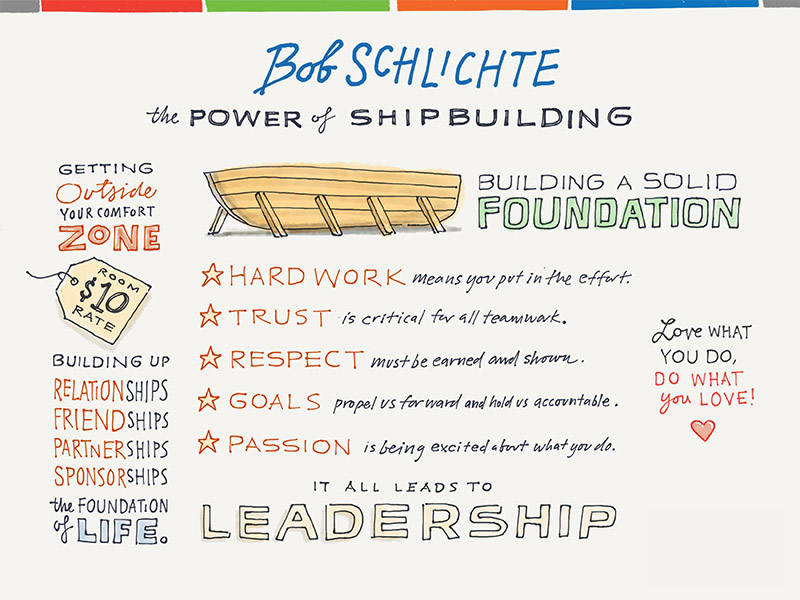 Bob SCHLICHTE
the POWER of SHIPBUILDING
GETTING
Outside
YOUR COMFORT
ZONE
ROOM
$10
RATE
BUILDING UP
RELATIONSHIPS
FRIENDSHIPS
PARTNERSHIPS
SPONSORSHIPS
the FOUNDATION
of LIFE.
BUILDING A SOLID
FOUNDATION
HARD WORK means you put in the effort.
TRUST is critical for all teamwork.
RESPECT must be earned and shown.
GOALS propel us forward and hold us accountable.
PASSION is being excited about what you do.
IT ALL LEADS TO
LEADERSHIP
Love WHAT
YOU DO,
DO WHAT
you LOVE!